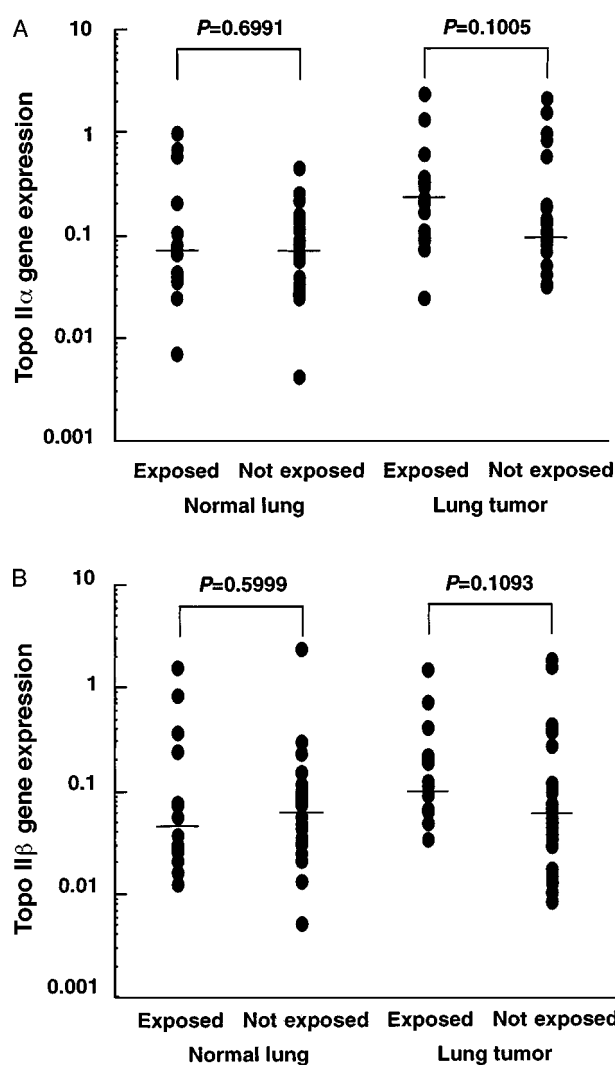 A
P=0.6991
P=0.1005
Topo IIα gene expression
10
1
0.1
0.01
0.001
Exposed Not exposed Exposed Not exposed
Normal lung Lung tumor
B
P=0.5999
P=0.1093
Topo IIβ gene expression
10
1
0.1
0.01
0.001
Exposed Not exposed Exposed Not exposed
Normal lung Lung tumor